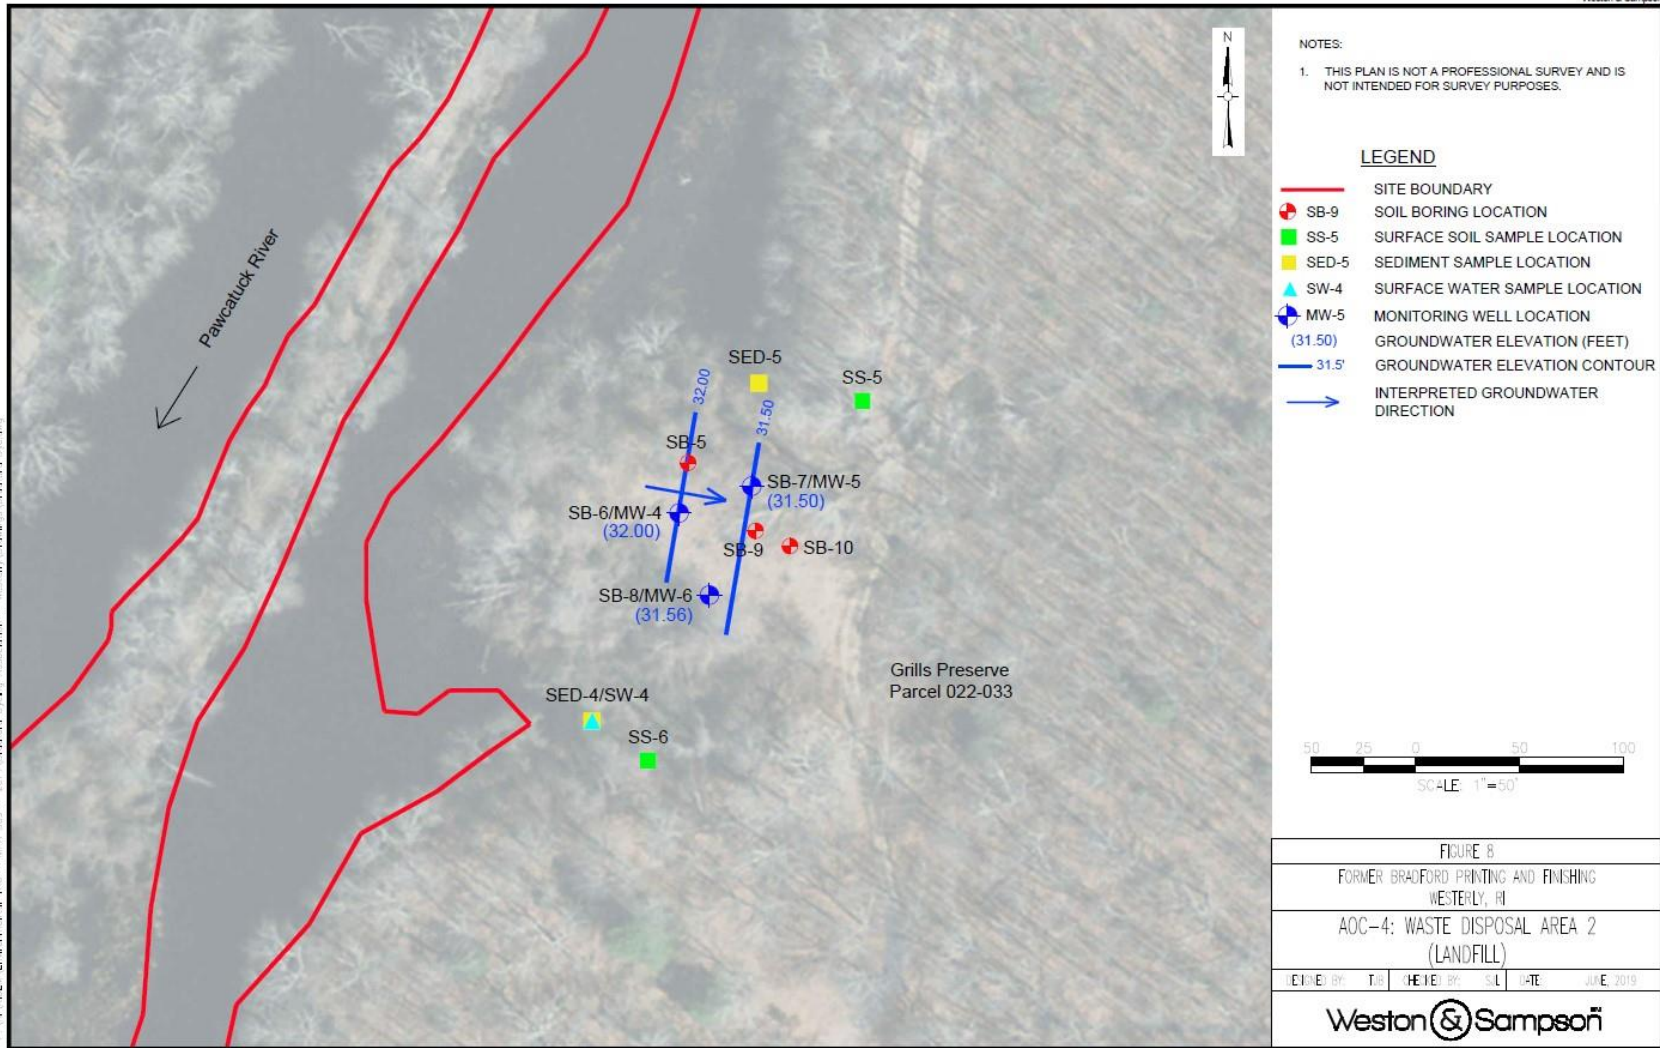 N
NOTES:
1. THIS PLAN IS NOT A PROFESSIONAL SURVEY AND IS
NOT INTENDED FOR SURVEY PURPOSES.
LEGEND
SITE BOUNDARY
SB-9 SOIL BORING LOCATION
SS-5 SURFACE SOIL SAMPLE LOCATION
SED-5 SEDIMENT SAMPLE LOCATION
SW-4 SURFACE WATER SAMPLE LOCATION
MW-5 MONITORING WELL LOCATION
(31.50) GROUNDWATER ELEVATION (FEET)
31.5' GROUNDWATER ELEVATION CONTOUR
INTERPRETED GROUNDWATER
DIRECTION
Pawcatuck River
SED-5
SS-5
32.00
31.50
SB-5
SB-7/MW-5
(31.50)
SB-6/MW-4
(32.00)
SB-9
SB-10
SB-8/MW-6
(31.56)
Grills Preserve
Parcel 022-033
SED-4/SW-4
SS-6
50 25 0 50 100
SCALE: 1"=50'
FIGURE 8
FORMER BRADFORD PRINTING AND FINISHING
WESTERLY, RI
AOC-4: WASTE DISPOSAL AREA 2
(LANDFILL)
DESIGNED BY: TJB CHECKED BY: SJL DATE: JUNE, 2019
Weston & Sampson